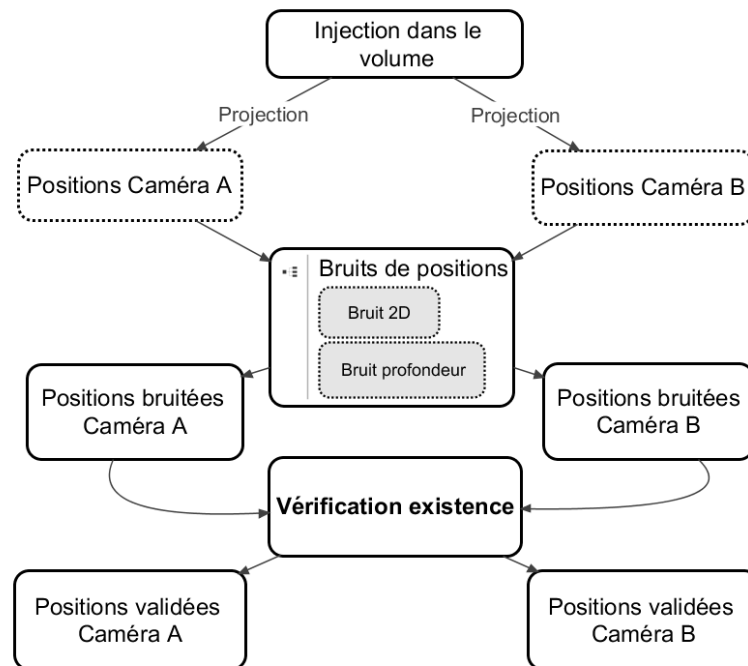 Injection dans le
volume
Projection
Projection
Positions Caméra A
Positions Caméra B
Bruits de positions
Bruit 2D
Bruit profondeur
Positions bruitées
Caméra A
Positions bruitées
Caméra B
Vérification existence
Positions validées
Caméra A
Positions validées
Caméra B